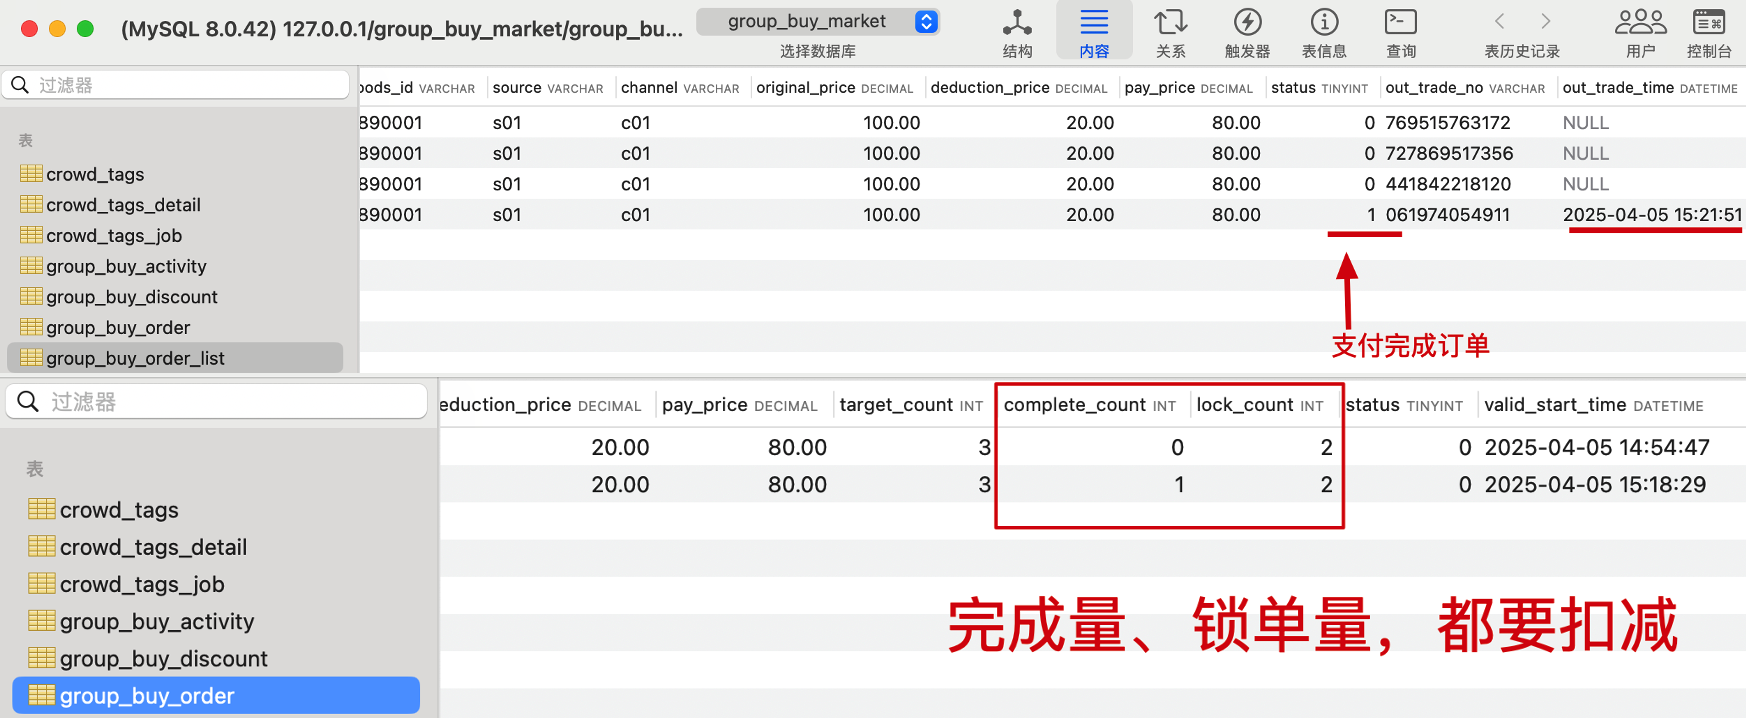 (MySQL 8.0.42) 127.0.0.1/group_buy_market/group_bu...
group_buy_market
选择数据库
结构
内容
关系
触发器
表信息
查询
表历史记录
用户
控制台
过滤器
表
crowd_tags
crowd_tags_detail
crowd_tags_job
group_buy_activity
group_buy_discount
group_buy_order
group_buy_order_list
ods_id VARCHAR source VARCHAR channel VARCHAR original_price DECIMAL deduction_price DECIMAL pay_price DECIMAL status TINYINT out_trade_no VARCHAR out_trade_time DATETIME
890001 s01 c01 100.00 20.00 80.00 0 769515763172 NULL
890001 s01 c01 100.00 20.00 80.00 0 727869517356 NULL
890001 s01 c01 100.00 20.00 80.00 0 441842218120 NULL
890001 s01 c01 100.00 20.00 80.00 1 061974054911 2025-04-05 15:21:51
支付完成订单
过滤器
表
crowd_tags
crowd_tags_detail
crowd_tags_job
group_buy_activity
group_buy_discount
group_buy_order
eduction_price DECIMAL pay_price DECIMAL target_count INT complete_count INT lock_count INT status TINYINT valid_start_time DATETIME
20.00 80.00 3 0 2 0 2025-04-05 14:54:47
20.00 80.00 3 1 2 0 2025-04-05 15:18:29
完成量、锁单量，都要扣减